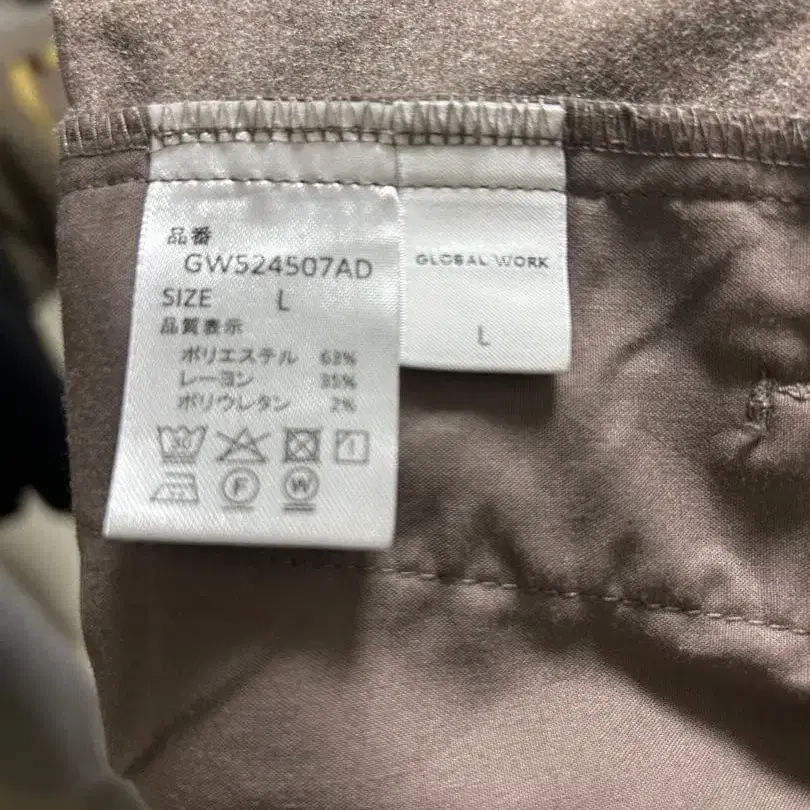 品番
GW524507AD
SIZE L
品質表示
ポリエステル 63%
レーヨン 35%
ポリウレタン 2%
30
F
W
GLOBAL WORK
L